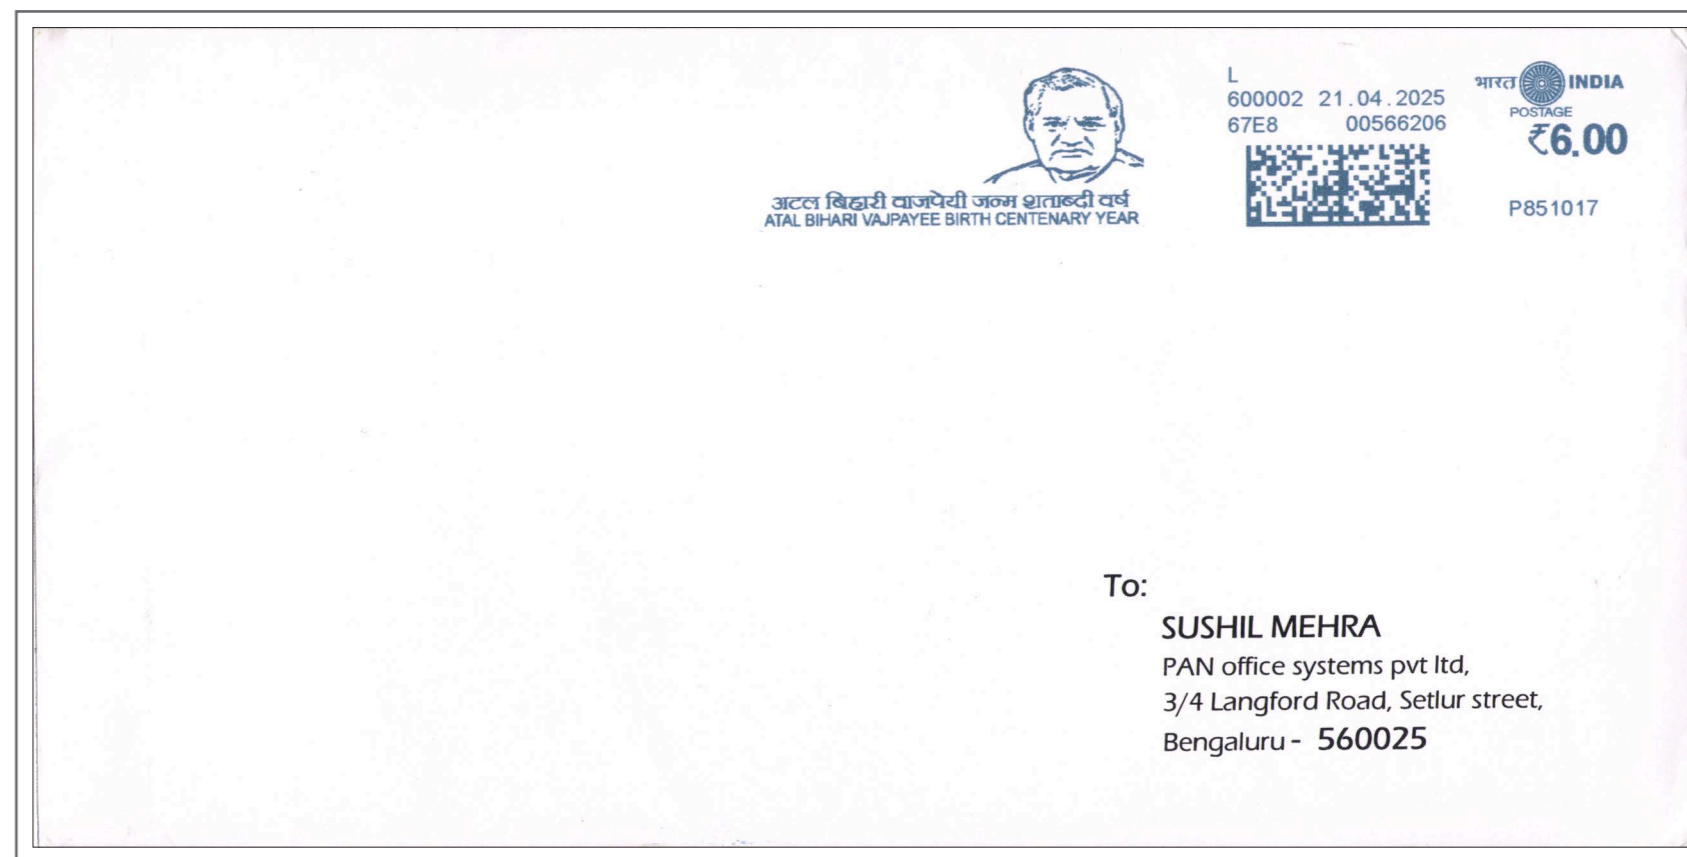 L
600002 21.04.2025
67E8 00566206
भारत INDIA
POSTAGE
₹6.00
P851017
अटल बिहारी वाजपेयी जन्म शताब्दी वर्ष
ATAL BIHARI VAJPAYEE BIRTH CENTENARY YEAR
To:
SUSHIL MEHRA
PAN office systems pvt ltd,
3/4 Langford Road, Setlur street,
Bengaluru - 560025